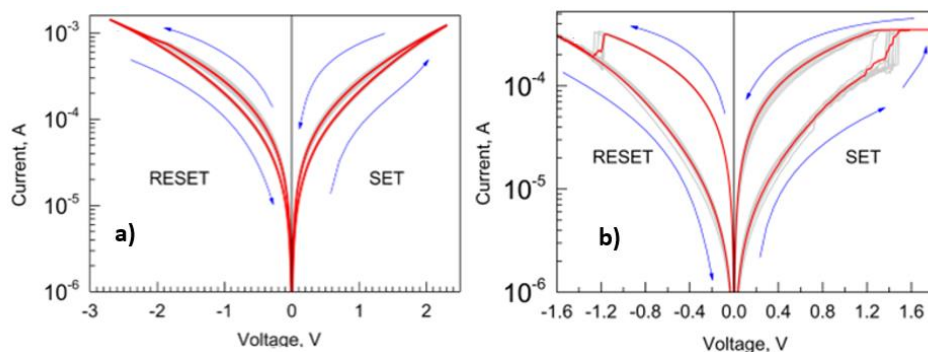 10⁻³
10⁻⁴
10⁻⁵
10⁻⁶
Current, A
RESET
SET
a)
-3
-2
-1
0
1
2
Voltage, V
10⁻⁴
10⁻⁵
10⁻⁶
Current, A
RESET
SET
b)
-1.6
-1.2
-0.8
-0.4
0.0
0.4
0.8
1.2
1.6
Voltage, V